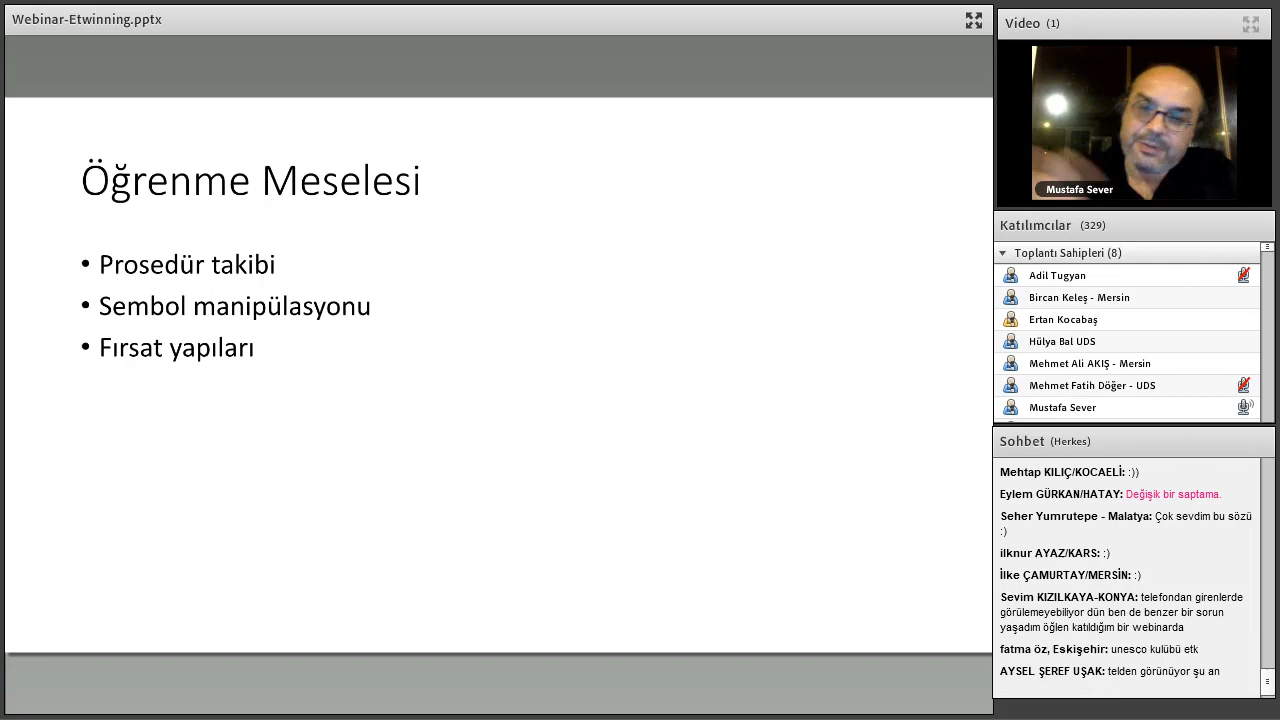 Webinar-Etwinning.pptx
Öğrenme Meselesi
• Prosedür takibi
• Sembol manipülasyonu
• Fırsat yapıları
Video (1)
Mustafa Sever
Katılımcılar (329)
Toplantı Sahipleri (8)
Adil Tugyan
Bircan Keleş - Mersin
Ertan Kocabaş
Hülya Bal UDS
Mehmet Ali AKIŞ - Mersin
Mehmet Fatih Döğer - UDS
Mustafa Sever
Sohbet (Herkes)
Mehtap KILIÇ/KOCAELİ: :))
Eylem GÜRKAN/HATAY: Değişik bir saptama.
Seher Yumrutepe - Malatya: Çok sevdim bu sözü
:)
ilknur AYAZ/KARS: :)
İlke ÇAMURTAY/MERSİN: :)
Sevim KIZILKAYA-KONYA: telefondan girenlerde
görülemeyebiliyor dün ben de benzer bir sorun
yaşadım öğlen katıldığım bir webinarda
fatma öz, Eskişehir: unesco kulübü etk
AYSEL ŞEREF UŞAK: telden görünüyor şu an